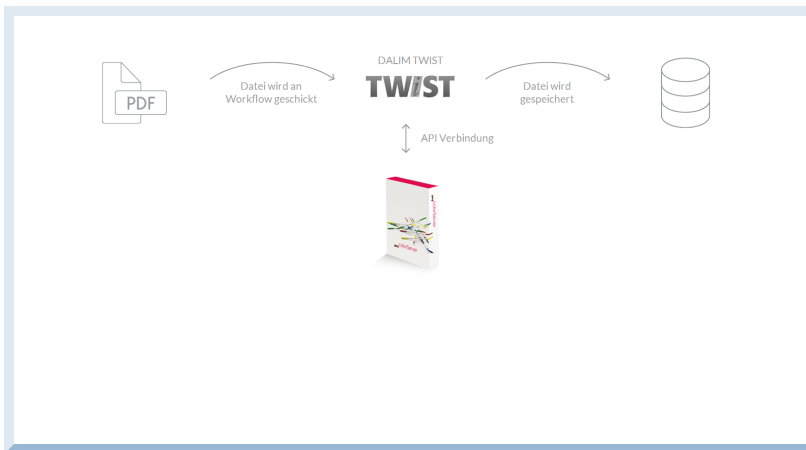 DALIM TWIST
PDF
Datei wird an
Workflow geschickt
TWiST
Datei wird
gespeichert
API Verbindung